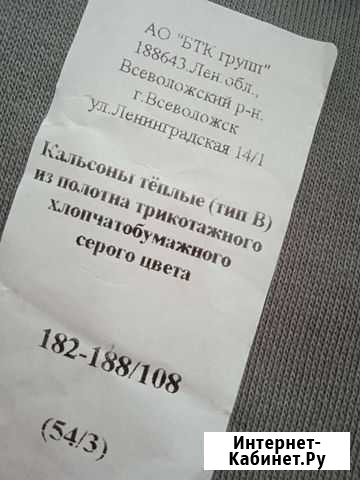 АО "БТК групп"
188643.Лен.обл.,
Всеволожский р-н.
г.Всеволожск
ул.Ленинградская 14/1
Кальсоны тёплые (тип В)
из полотна трикотажного
хлопчатобумажного
серого цвета
182-188/108
(54/3)
Интернет-
Кабинет.Ру